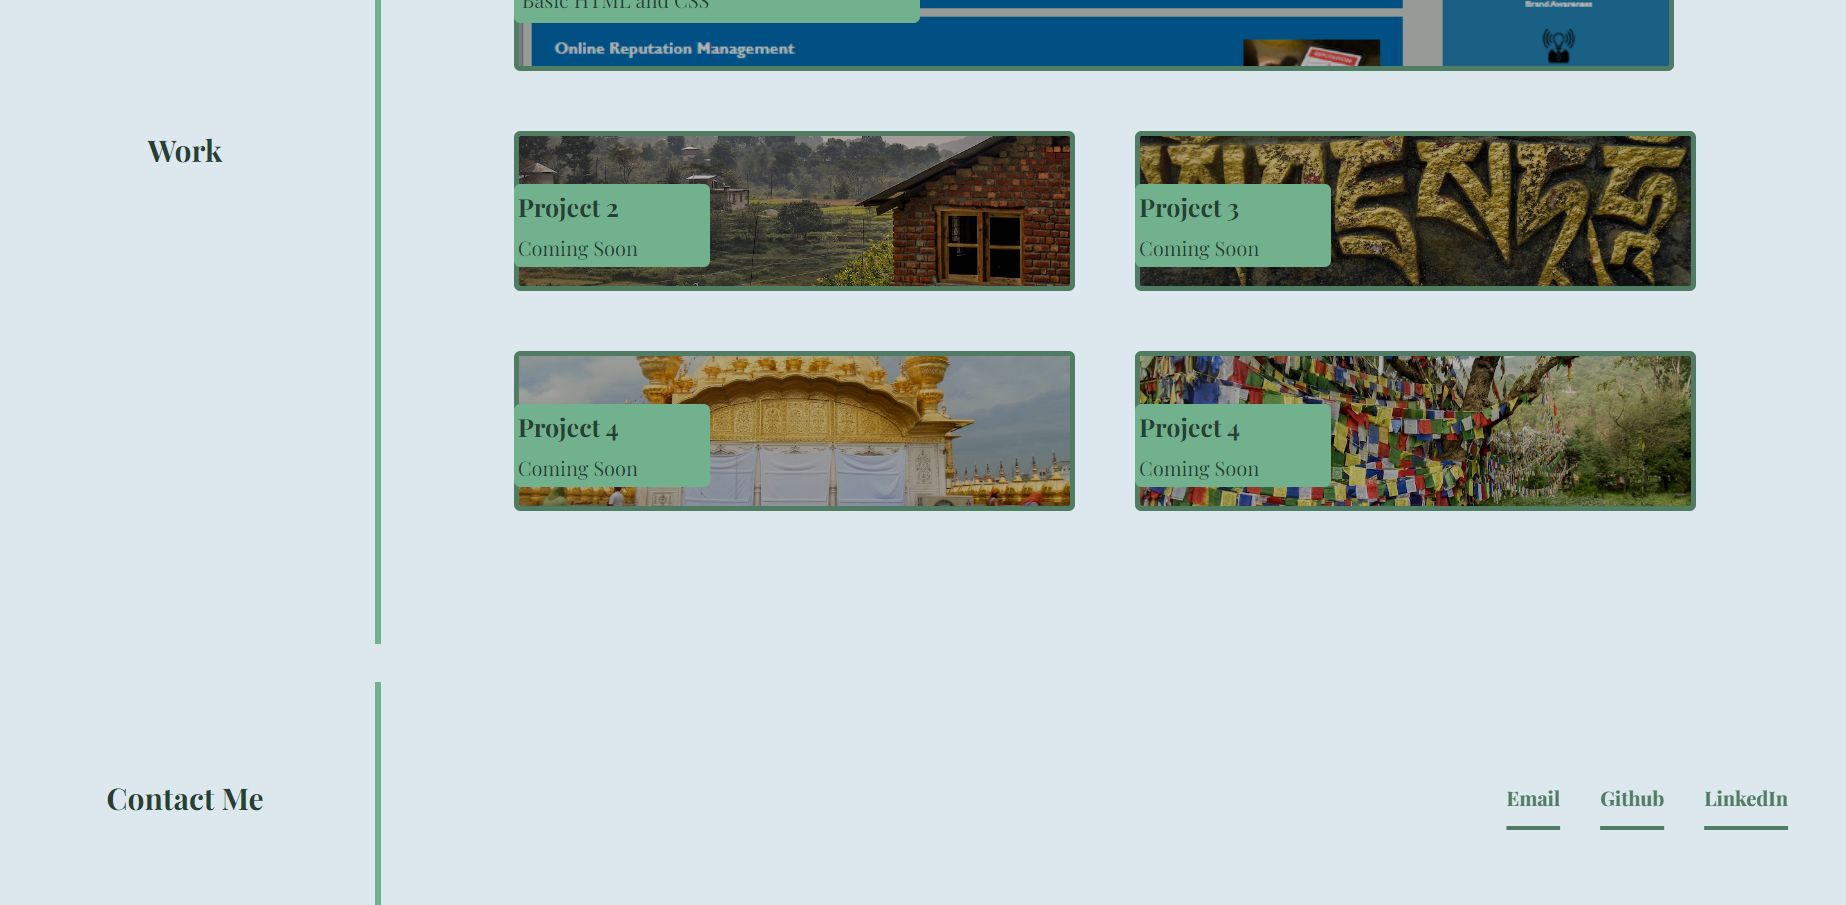 Basic HTML and CSS
Brand Awareness
Online Reputation Management
Work
Project 2
Coming Soon
Project 3
Coming Soon
Project 4
Coming Soon
Project 4
Coming Soon
Contact Me
Email
Github
LinkedIn